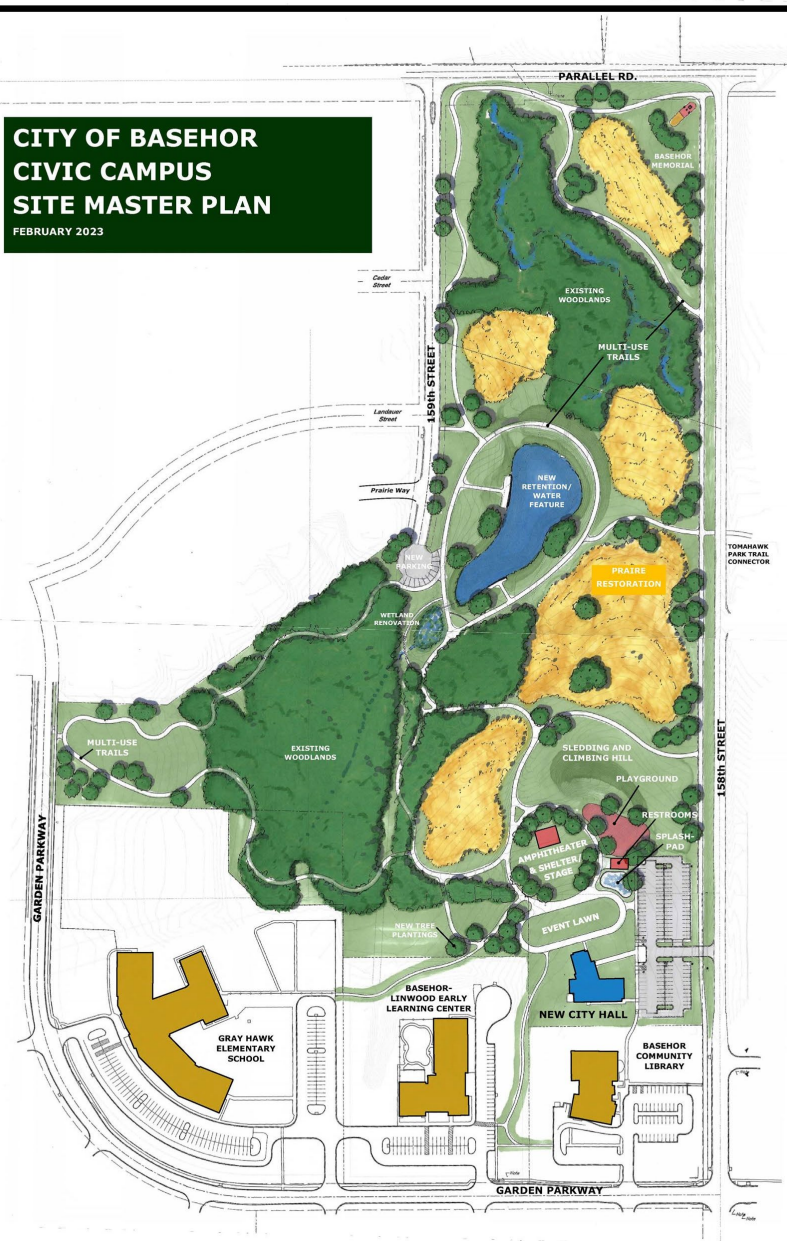 CITY OF BASEHOR
CIVIC CAMPUS
SITE MASTER PLAN
FEBRUARY 2023
PARALLEL RD.
BASEHOR
MEMORIAL
Cedar
Street
EXISTING
WOODLANDS
MULTI-USE
TRAILS
159th STREET
Landauer
Street
Prairie Way
NEW
RETENTION/
WATER
FEATURE
TOMAHAWK
PARK TRAIL
CONNECTOR
NEW
PARKING
PRAIRE
RESTORATION
WETLAND
RENOVATION
158th STREET
MULTI-USE
TRAILS
EXISTING
WOODLANDS
SLEDDING AND
CLIMBING HILL
PLAYGROUND
RESTROOMS
SPLASH-
PAD
AMPHITHEATER
& SHELTER/
STAGE
GARDEN PARKWAY
EVENT LAWN
NEW TREE
PLANTINGS
NEW CITY HALL
BASEHOR-
LINWOOD EARLY
LEARNING CENTER
GRAY HAWK
ELEMENTARY
SCHOOL
BASEHOR
COMMUNITY
LIBRARY
GARDEN PARKWAY